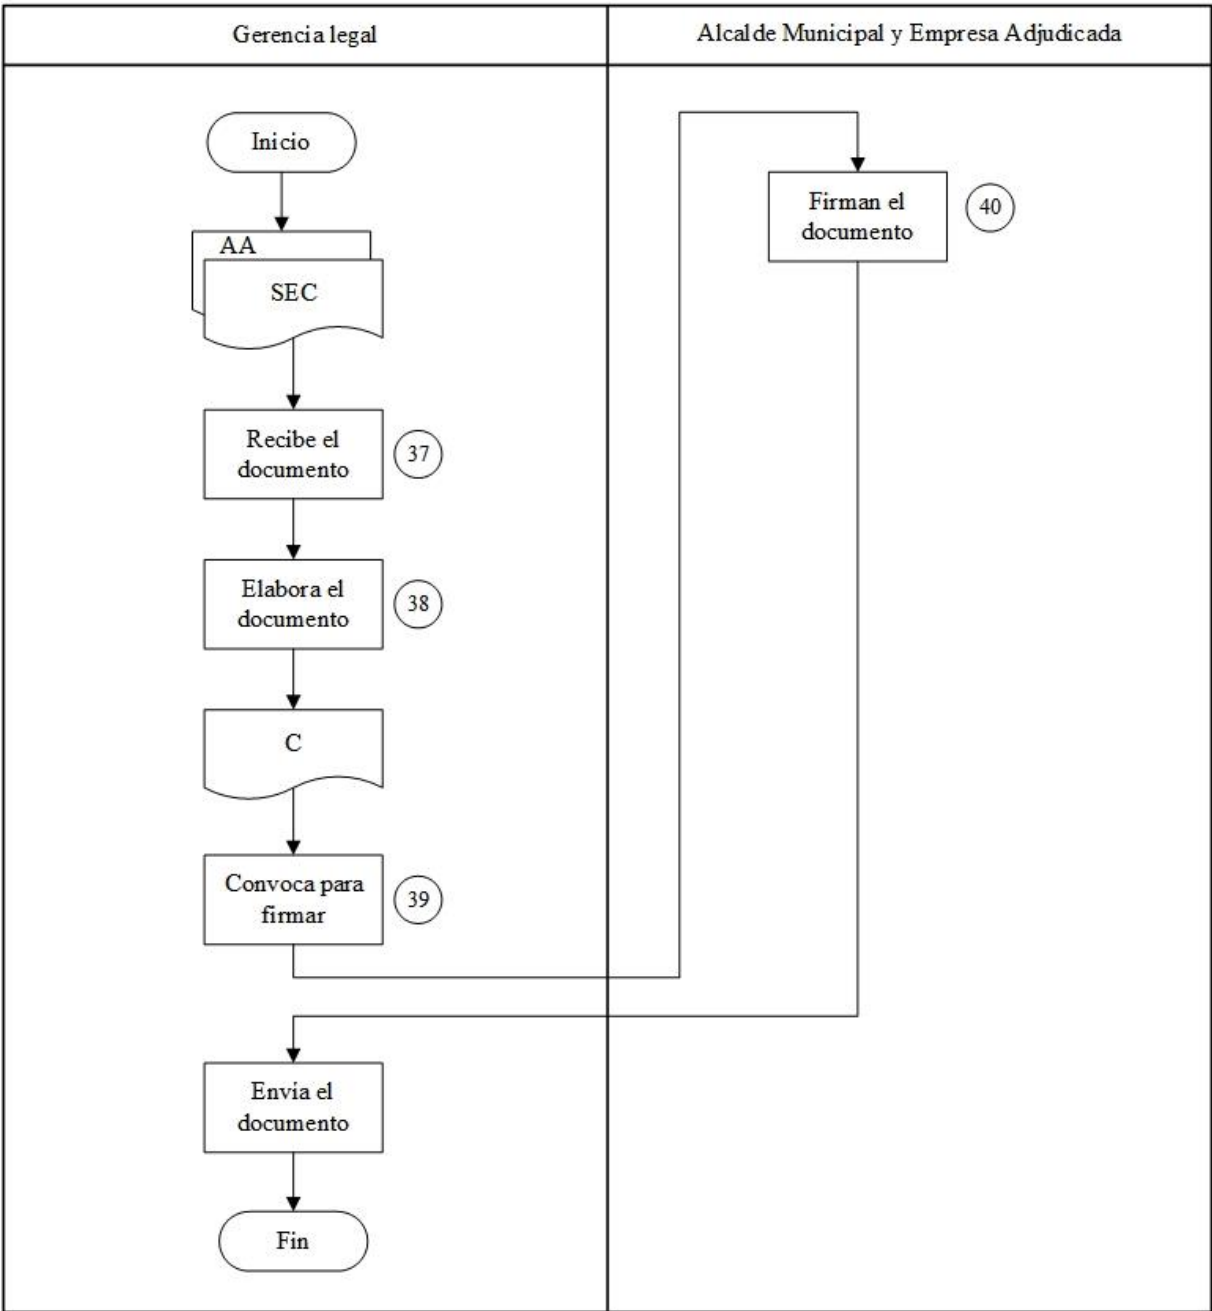 Gerencia legal
Alcalde Municipal y Empresa Adjudicada
Inicio
AA
SEC
Recibe el
documento
37
Elabora el
documento
38
C
Convoca para
firmar
39
Firman el
documento
40
Envía el
documento
Fin